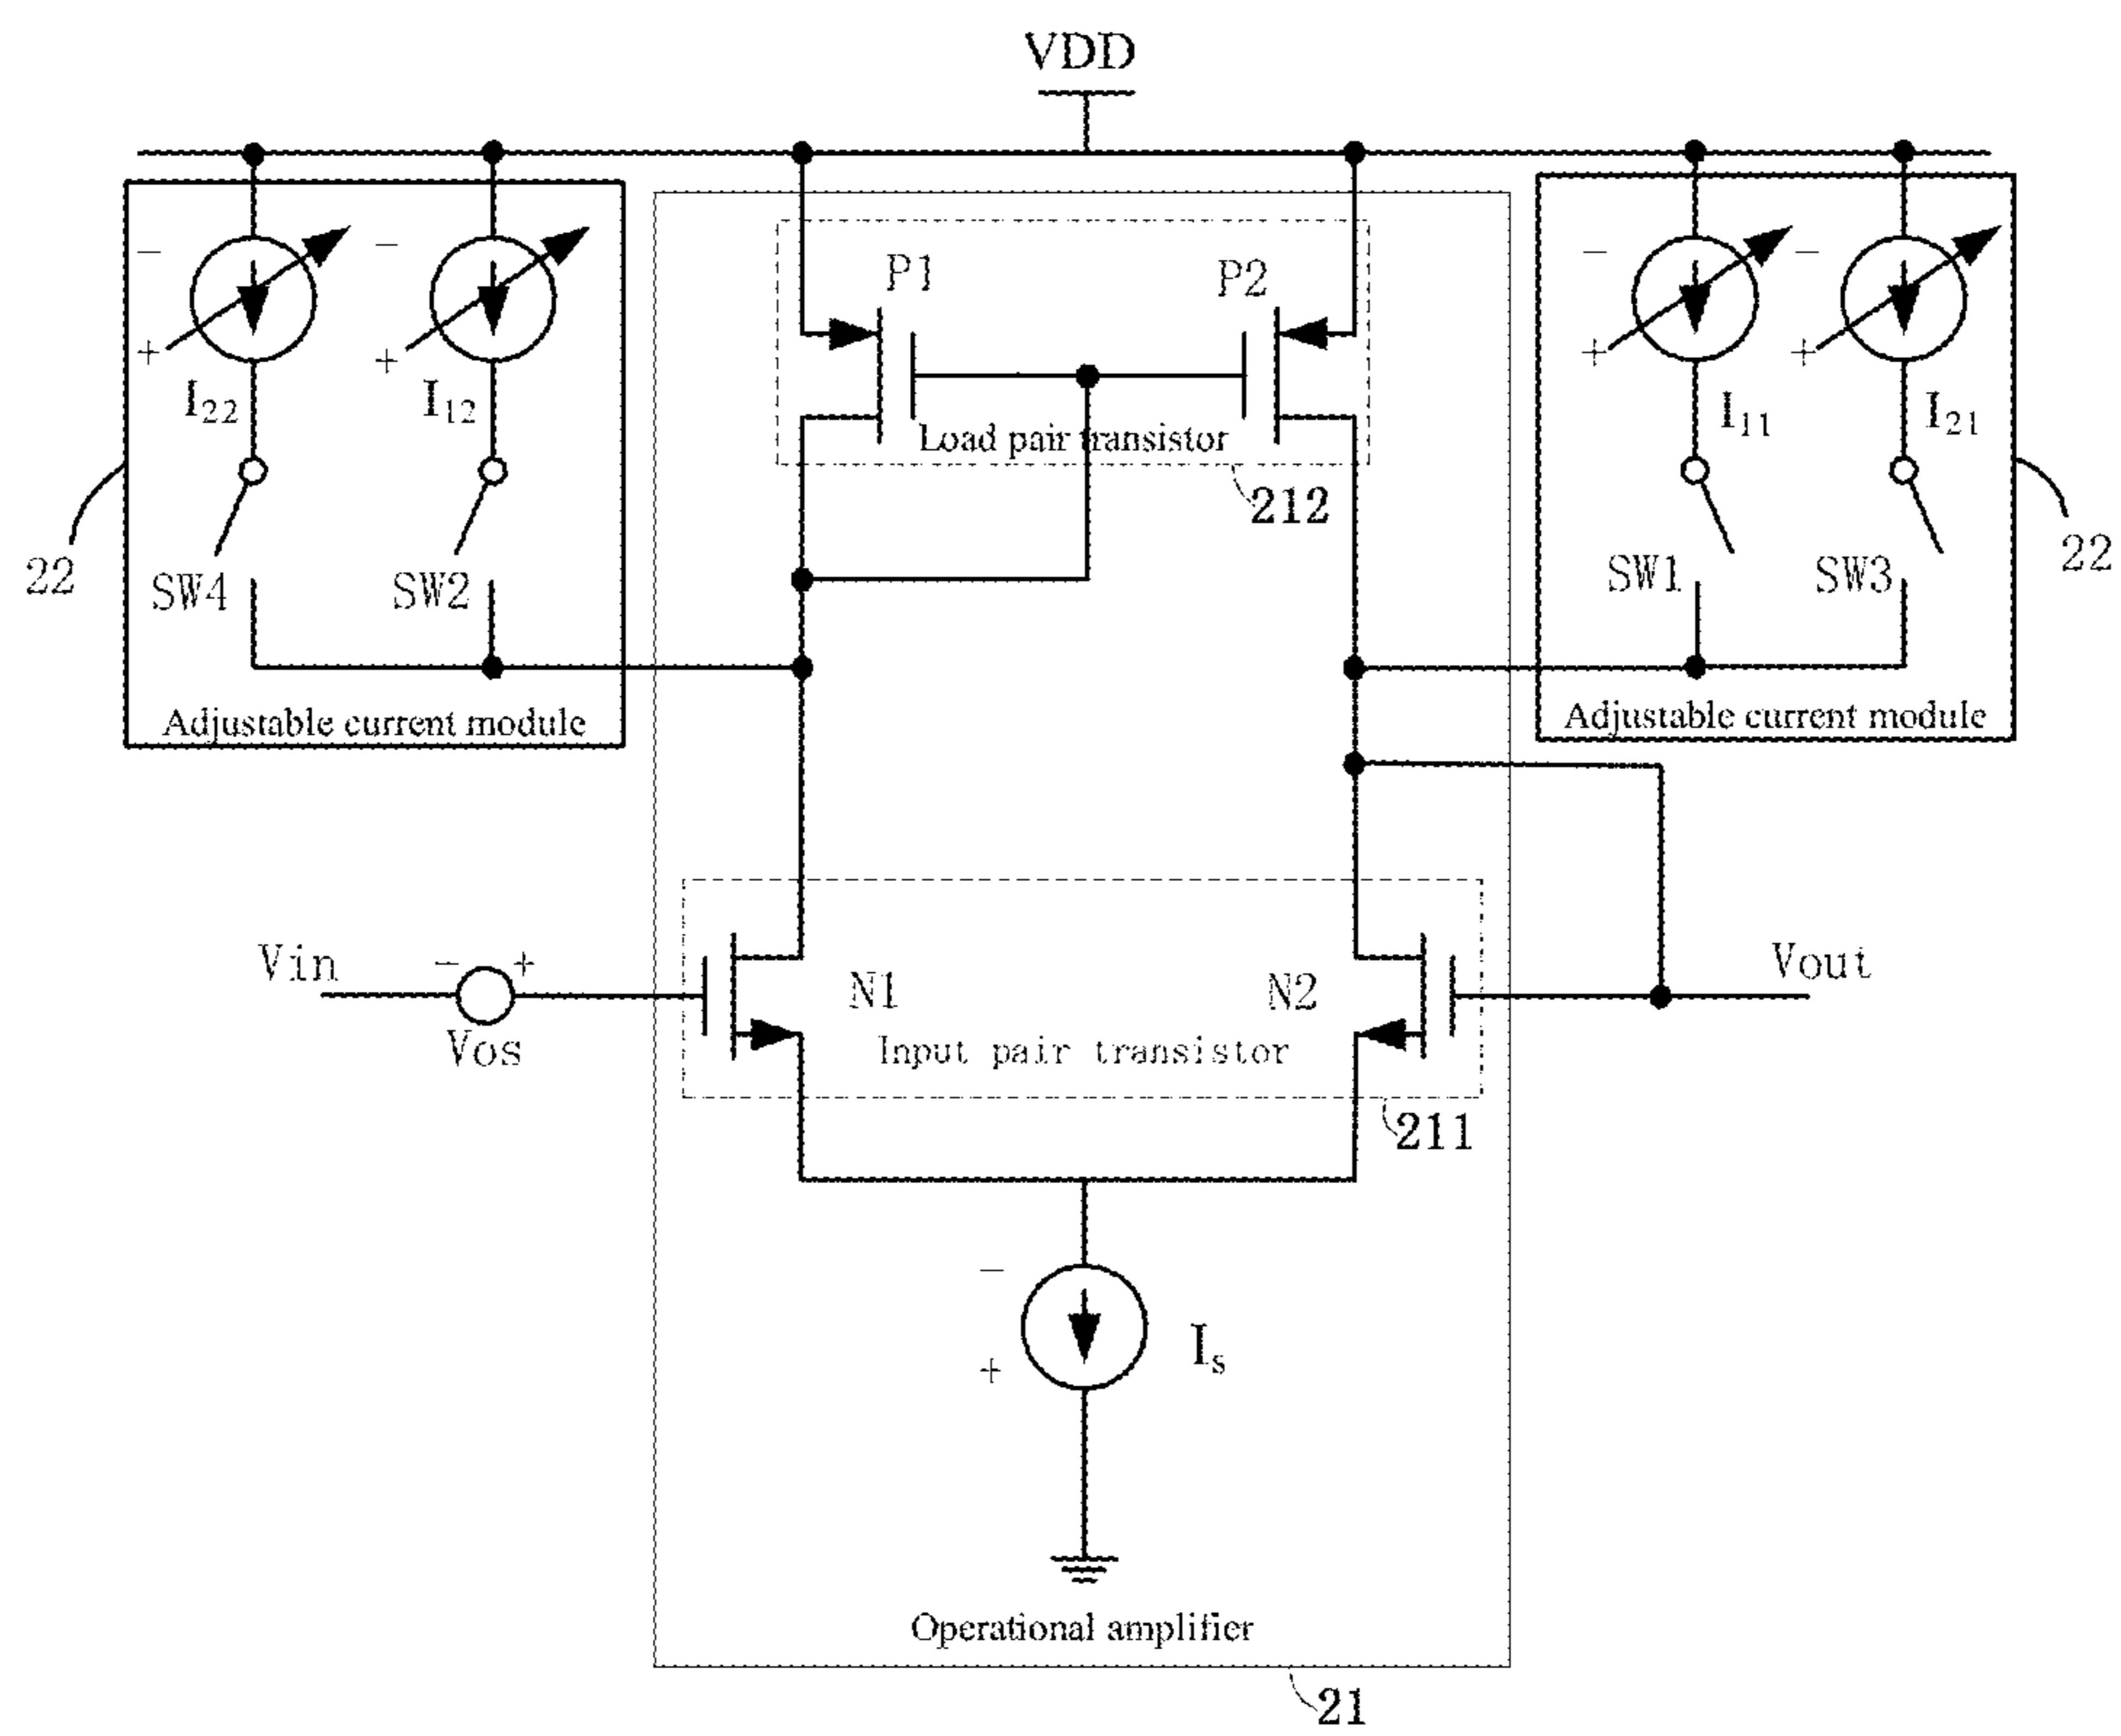 VDD
− − − −
P1 P2
+ + + +
I22 I12 I11 I21
Load pair transistor
212
22 SW4 SW2 SW1 SW3 22
Adjustable current module
Adjustable current module
Vin − + N1 N2 Vout
Vos
Input pair transistor
211
−
Is
+
Operational amplifier
21